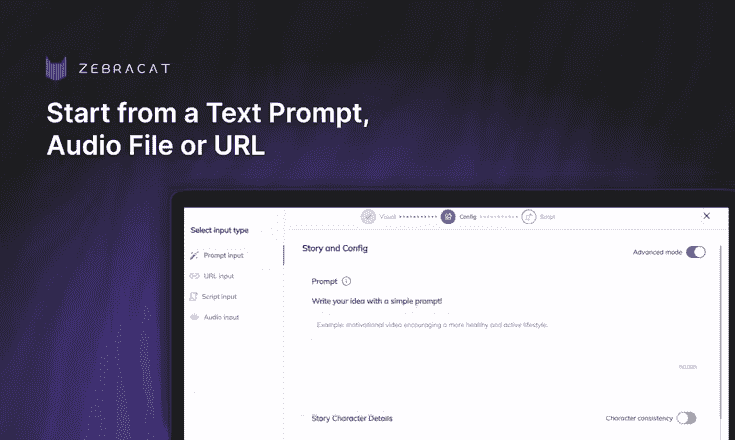 ZEBRACAT
Start from a Text Prompt,
Audio File or URL
Visual
Config
Script
Select input type
Prompt input
URL input
Script input
Audio input
Story and Config
Advanced mode
Prompt
Write your idea with a simple prompt!
Example: motivational video encouraging a more healthy and active lifestyle.
Story Character Details
Character consistency